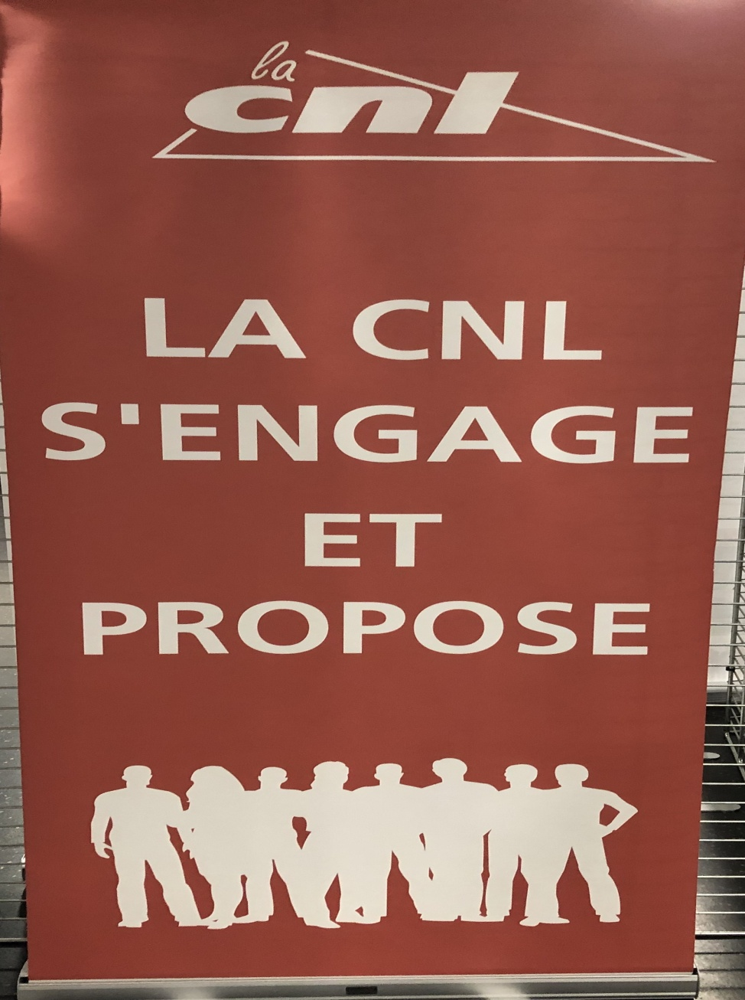 la
cnl
LA CNL
S'ENGAGE
ET
PROPOSE